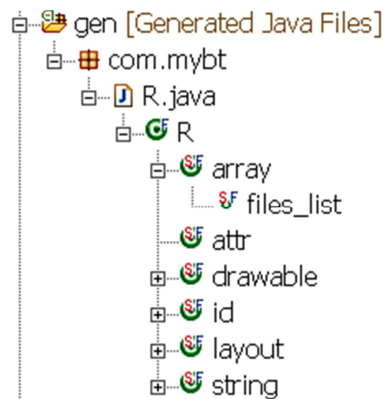 gen [Generated Java Files]
com.mybt
R.java
R
array
files_list
attr
drawable
id
layout
string